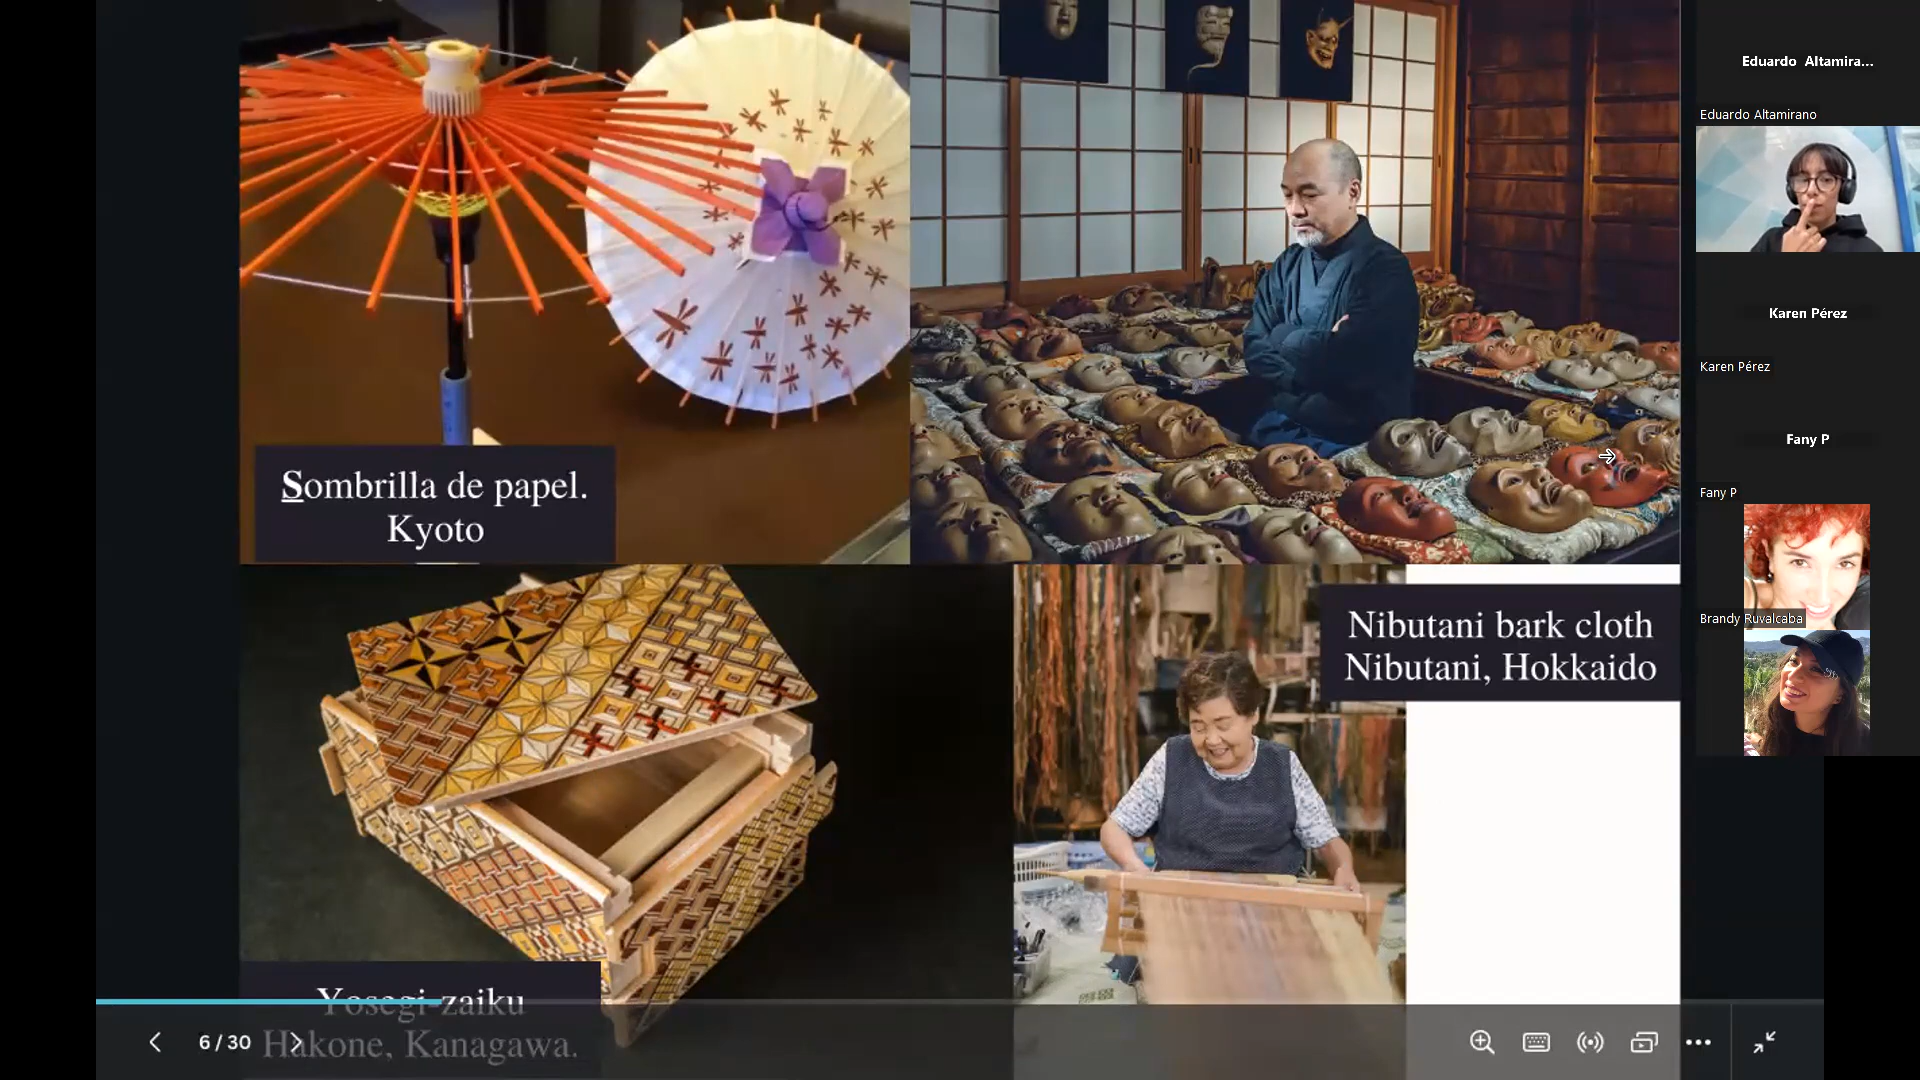 Sombrilla de papel.
Kyoto
Nibutani bark cloth
Nibutani, Hokkaido
Yosegi-zaiku
Hakone, Kanagawa.
6 / 30
Eduardo Altamira...
Eduardo Altamirano
Karen Pérez
Karen Pérez
Fany P
Fany P
Brandy Ruvalcaba